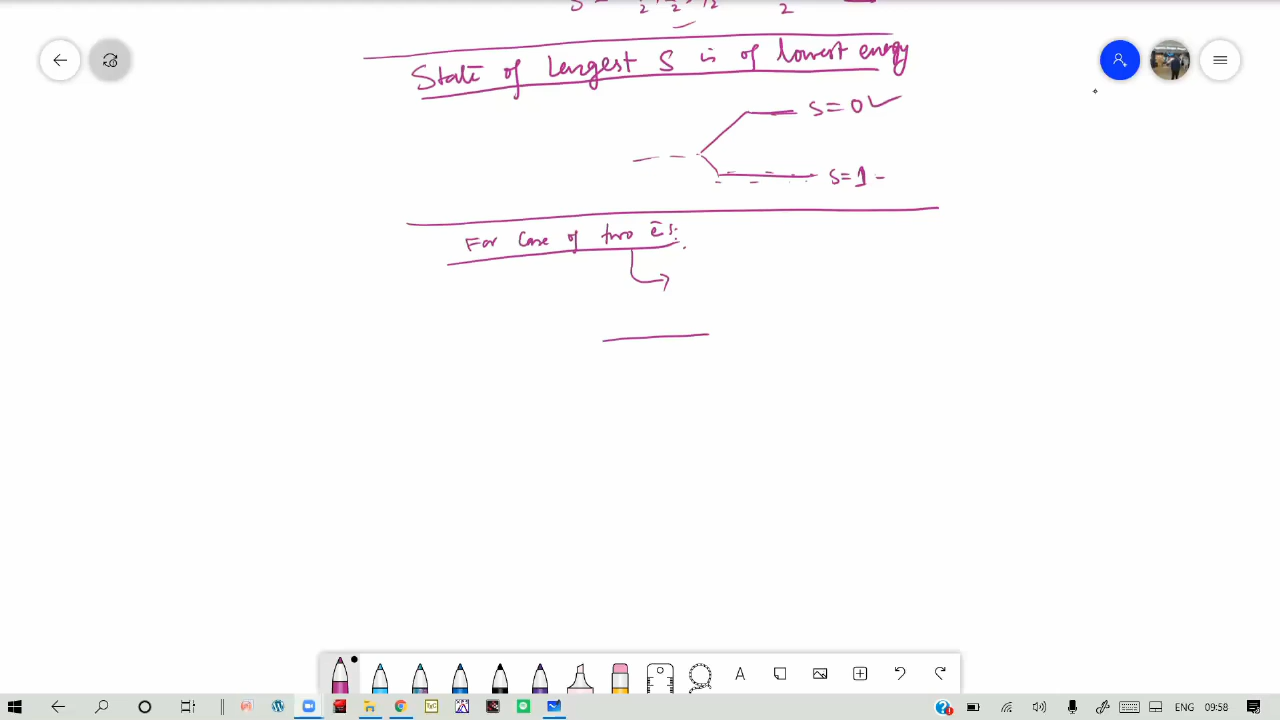 State of largest S is of lowest energy
S=0 ✓
S=1 -
For case of two ēs:
A
ENG
09:58